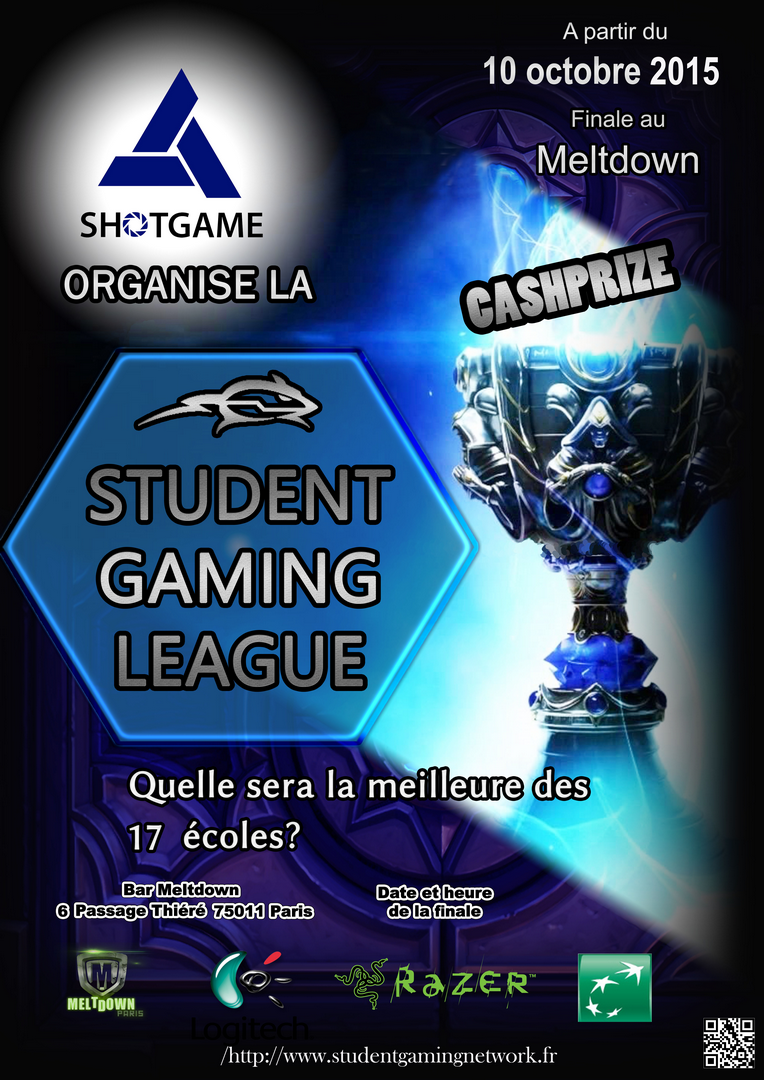 A partir du
10 octobre 2015
Finale au
Meltdown
SHOTGAME
ORGANISE LA
CASHPRIZE
STUDENT
GAMING
LEAGUE
Quelle sera la meilleure des
17 écoles?
Bar Meltdown
6 Passage Thiéré 75011 Paris
Date et heure
de la finale
M
MELTDOWN
PARIS
Logitech
RAZER™
/http://www.studentgamingnetwork.fr